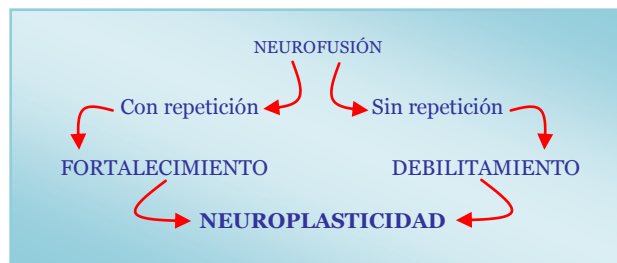 NEUROFUSIÓN
Con repetición Sin repetición
FORTALECIMIENTO DEBILITAMIENTO
NEUROPLASTICIDAD